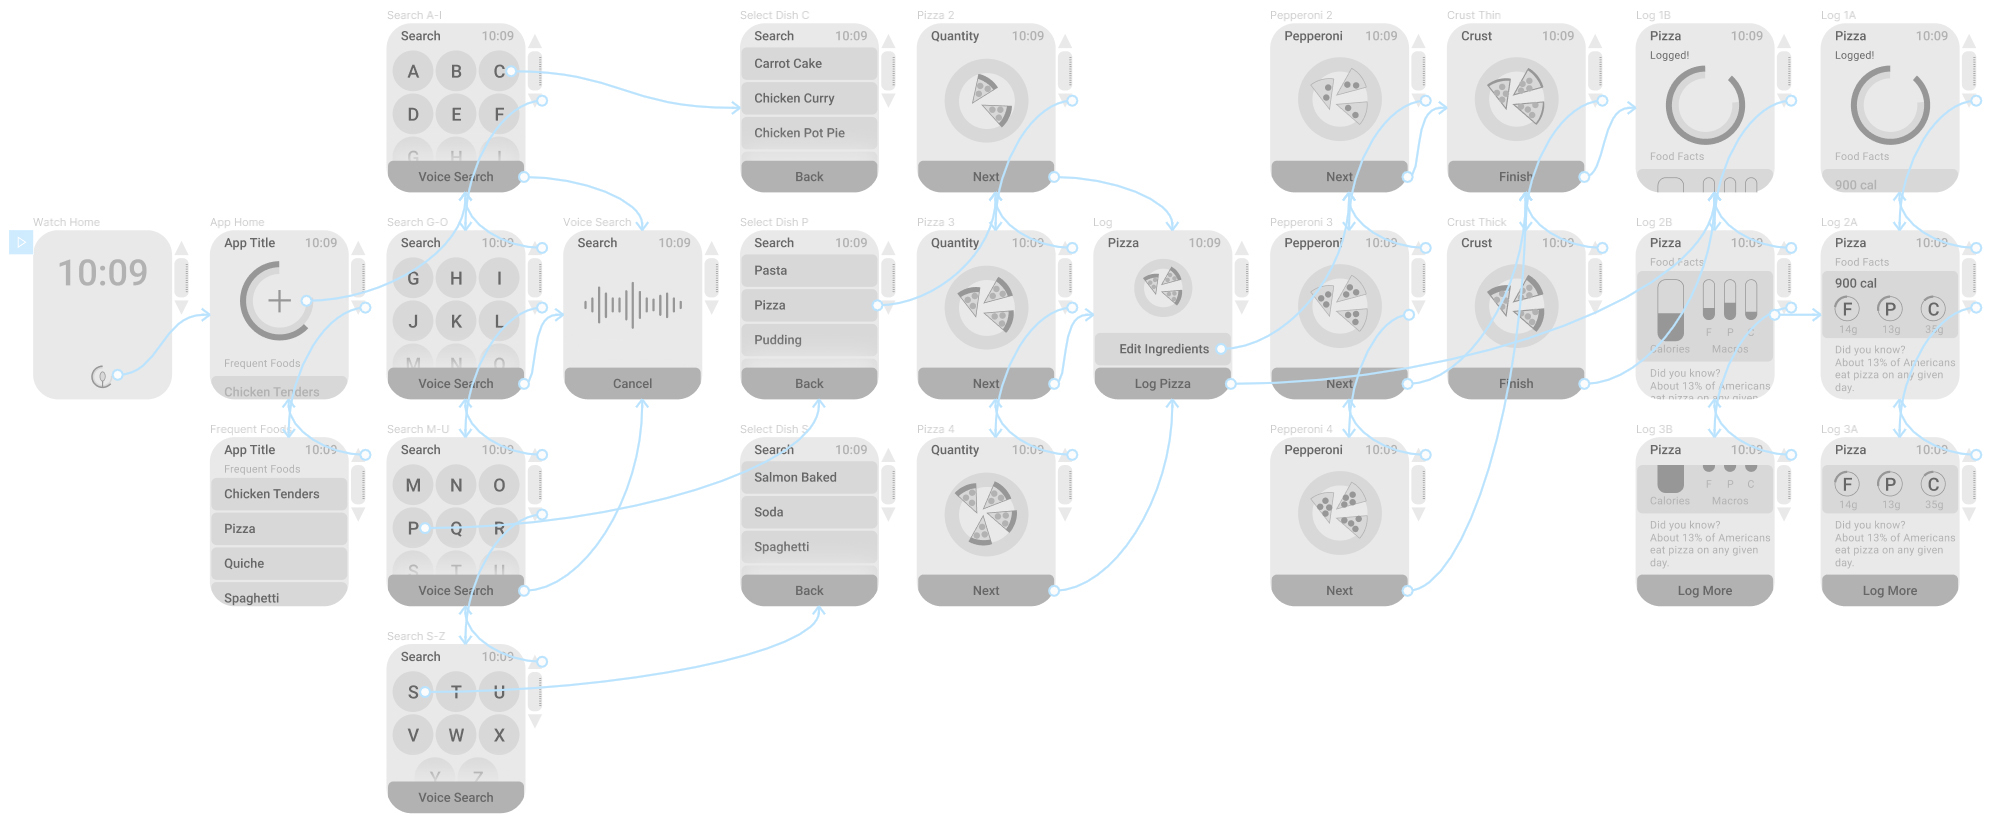 Search A-I
Search 10:09
A B C
D E F
G H I
Voice Search
Select Dish C
Search 10:09
Carrot Cake
Chicken Curry
Chicken Pot Pie
Back
Pizza 2
Quantity 10:09
Next
Pepperoni 2
Pepperoni 10:09
Next
Crust Thin
Crust 10:09
Finish
Log 1B
Pizza 10:09
Logged!
Food Facts
Log 1A
Pizza 10:09
Logged!
Food Facts
900 cal
Watch Home
10:09
App Home
App Title 10:09
Frequent Foods
Chicken Tenders
Search G-O
Search 10:09
G H I
J K L
M N O
Voice Search
Voice Search
Search 10:09
Cancel
Select Dish P
Search 10:09
Pasta
Pizza
Pudding
Back
Pizza 3
Quantity 10:09
Next
Log
Pizza 10:09
Edit Ingredients
Log Pizza
Pepperoni 3
Pepperoni 10:09
Next
Crust Thick
Crust 10:09
Finish
Log 2B
Pizza 10:09
Food Facts
F P C
Calories Macros
Did you know?
About 13% of Americans
eat pizza on any given
Log 2A
Pizza 10:09
Food Facts
900 cal
F P C
14g 13g 35g
Did you know?
About 13% of Americans
eat pizza on any given
day.
Frequent Foods
App Title 10:09
Frequent Foods
Chicken Tenders
Pizza
Quiche
Spaghetti
Search M-U
Search 10:09
M N O
P Q R
S T U
Voice Search
Select Dish S
Search 10:09
Salmon Baked
Soda
Spaghetti
Back
Pizza 4
Quantity 10:09
Next
Pepperoni 4
Pepperoni 10:09
Next
Log 3B
Pizza 10:09
F P C
Calories Macros
Did you know?
About 13% of Americans
eat pizza on any given
day.
Log More
Log 3A
Pizza 10:09
F P C
14g 13g 35g
Did you know?
About 13% of Americans
eat pizza on any given
day.
Log More
Search S-Z
Search 10:09
S T U
V W X
Y Z
Voice Search